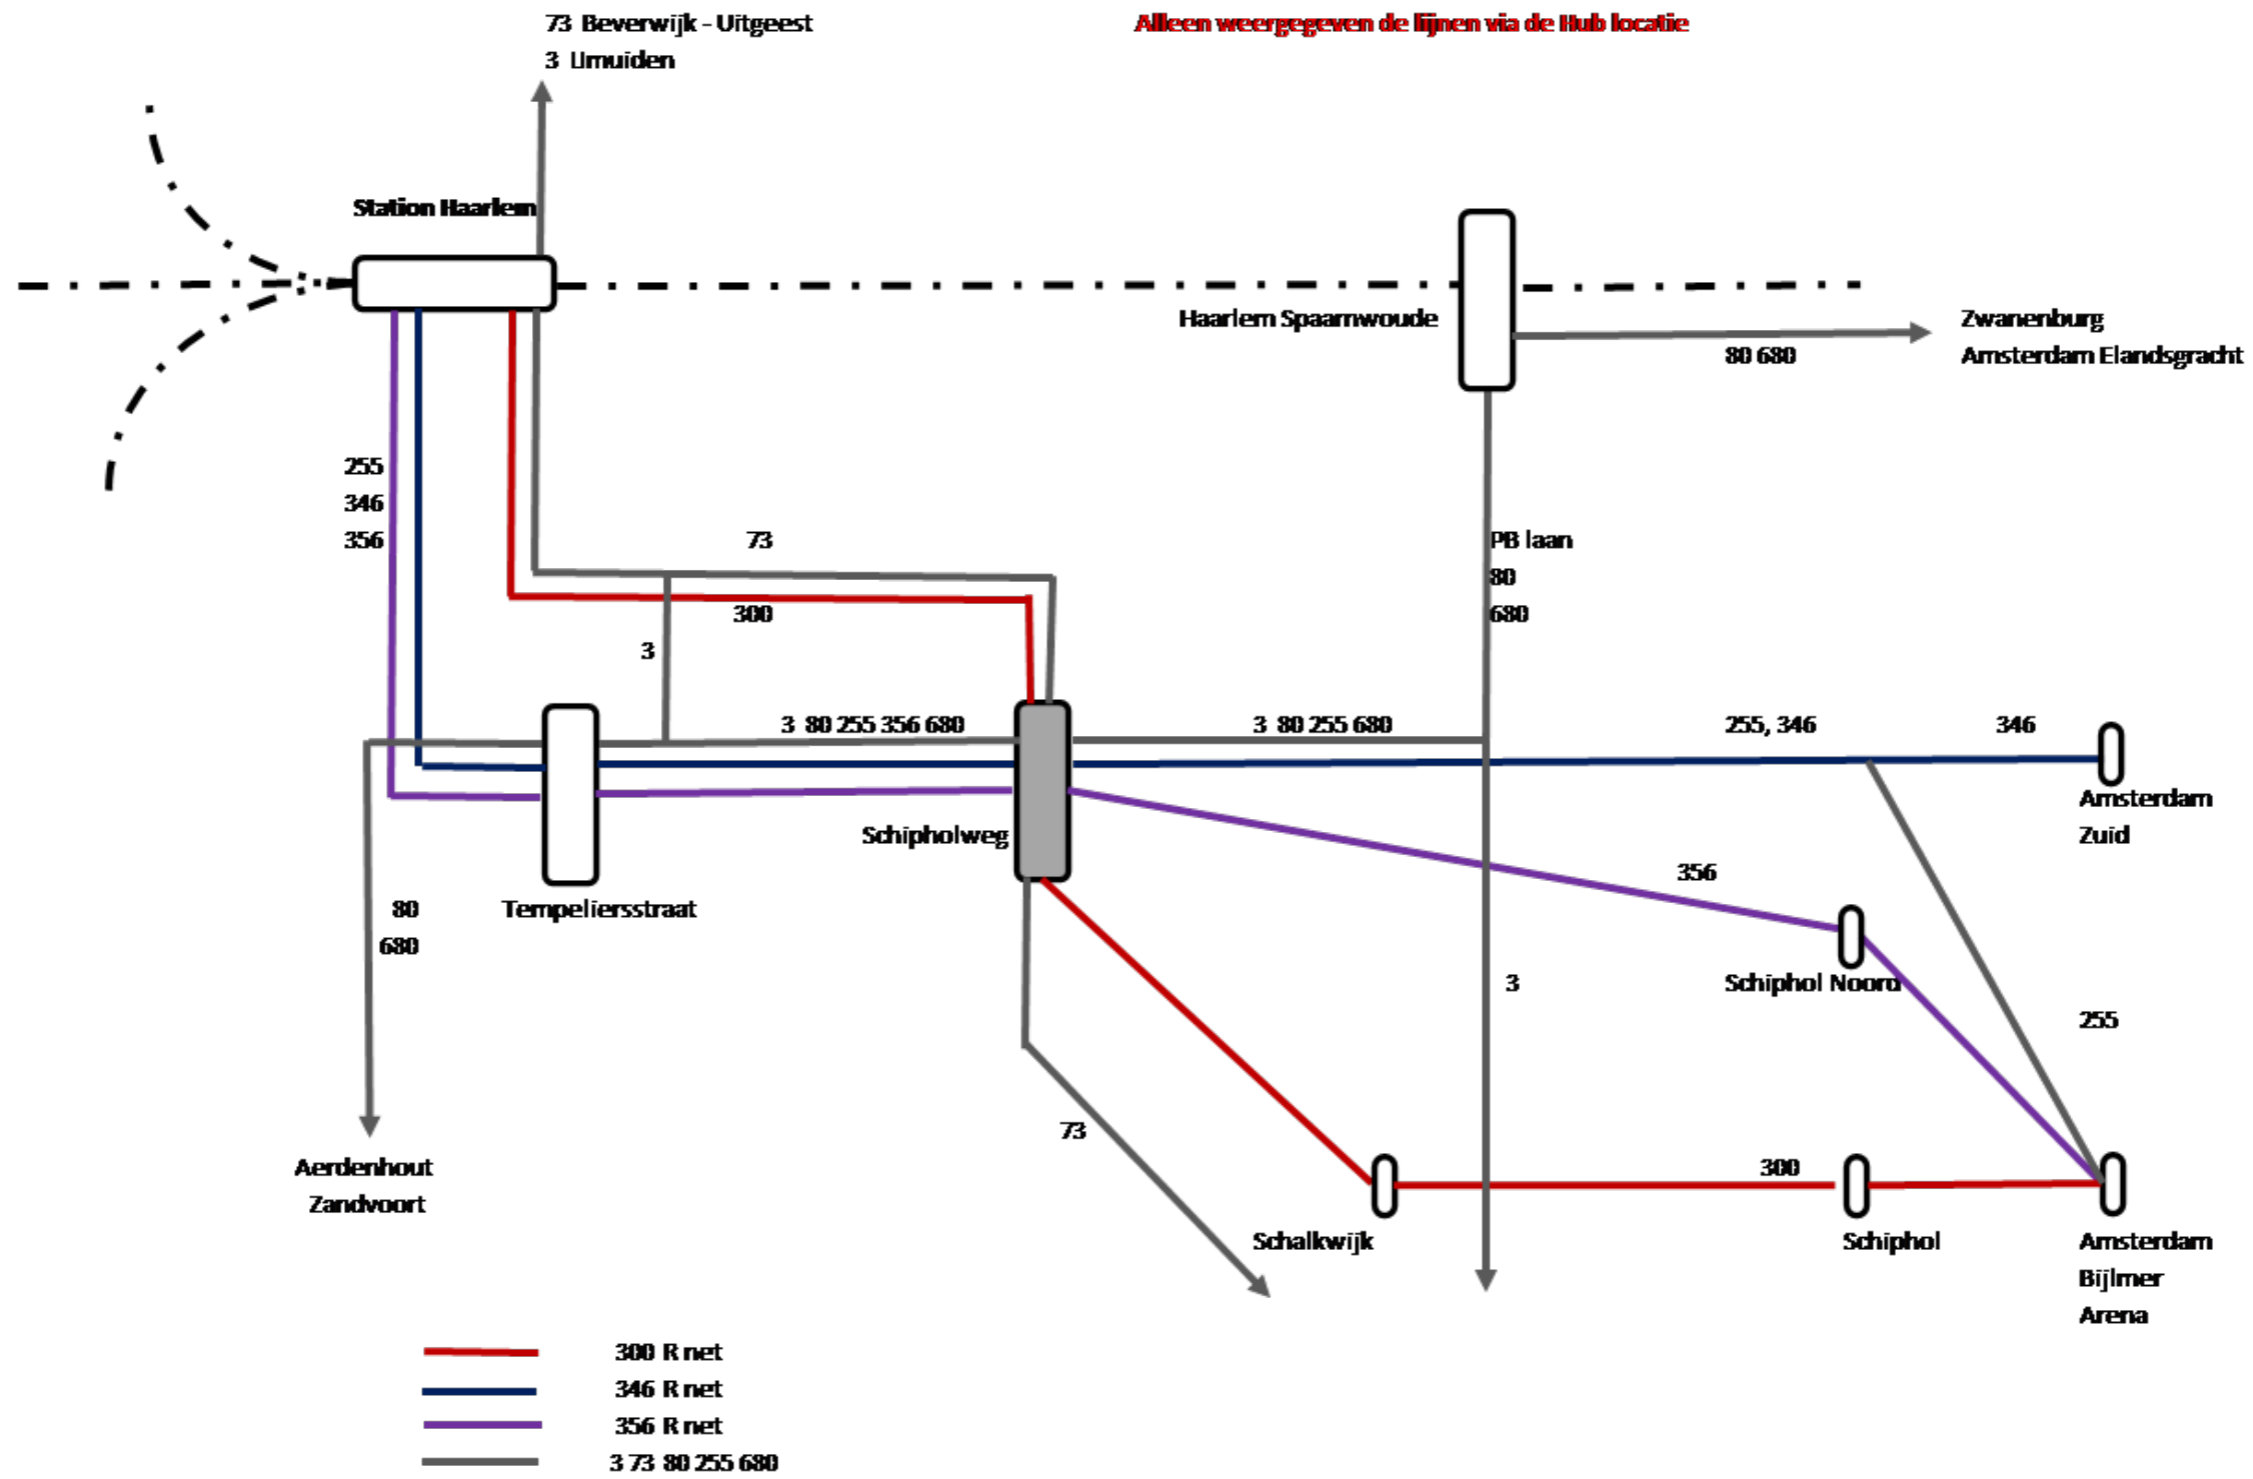 73 Beverwijk - Uitgeest
3 IJmuiden
Alleen weergegeven de lijnen via de Hub locatie
Station Haarlem
Haarlem Spaarnwoude
Zwanenburg
Amsterdam Elandsgracht
80 680
255
346
356
73
300
3
PB laan
80
680
3 80 255 356 680
3 80 255 680
255, 346
346
Amsterdam
Zuid
Schipholweg
356
Tempeliersstraat
80
680
Schiphol Noord
3
255
73
Aerdenhout
Zandvoort
300
Schalkwijk
Schiphol
Amsterdam
Bijlmer
Arena
300 R net
346 R net
356 R net
3 73 80 255 680